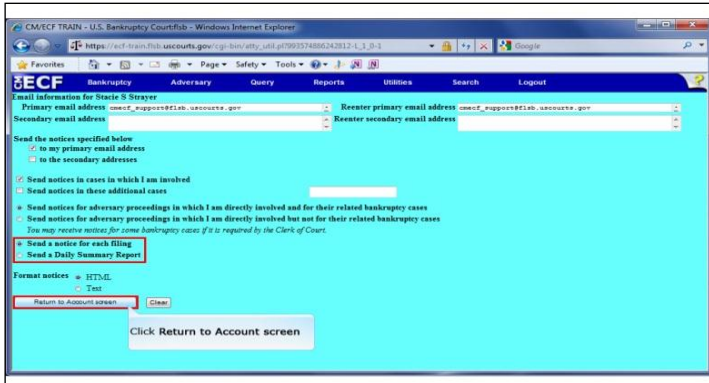 CM/ECF TRAIN - U.S. Bankruptcy Court:flsb - Windows Internet Explorer
https://ecf-train.flsb.uscourts.gov/cgi-bin/atty_util.pl?993574886242812-L_1_0-1
Google
Favorites Page Safety Tools
ECF Bankruptcy Adversary Query Reports Utilities Search Logout ?
Email information for Stacie S Strayer
Primary email address cmecf_support@flsb.uscourts.gov Reenter primary email address cmecf_support@flsb.uscourts.gov
Secondary email address Reenter secondary email address
Send the notices specified below
to my primary email address
to the secondary addresses
Send notices in cases in which I am involved
Send notices in these additional cases
Send notices for adversary proceedings in which I am directly involved and for their related bankruptcy cases
Send notices for adversary proceedings in which I am directly involved but not for their related bankruptcy cases
You may receive notices for some bankruptcy cases if it is required by the Clerk of Court.
Send a notice for each filing
Send a Daily Summary Report
Format notices HTML
Text
Return to Account screen Clear
Click Return to Account screen